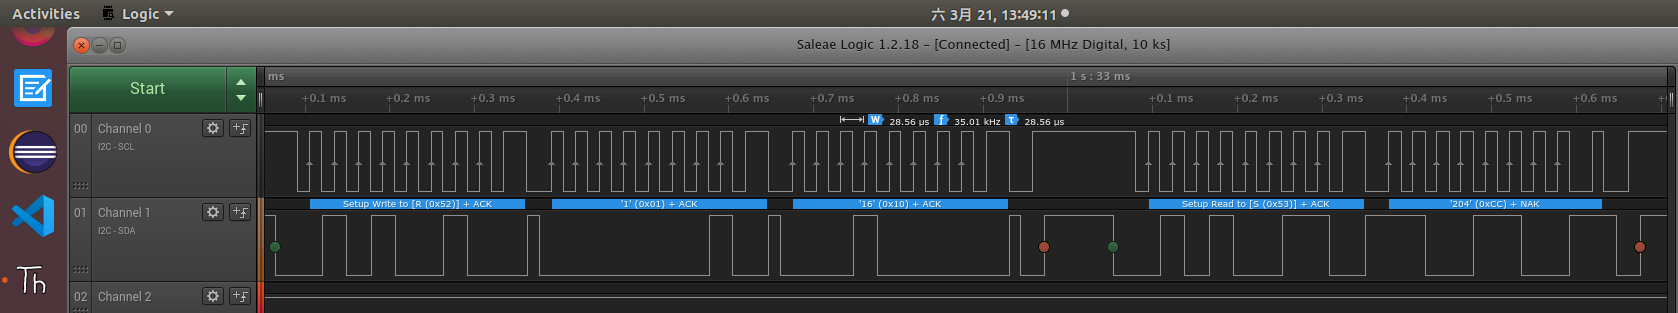 Activities Logic 六 3月 21, 13:49:11
Saleae Logic 1.2.18 - [Connected] - [16 MHz Digital, 10 ks]
Start
ms 1 s : 33 ms
+0.1 ms +0.2 ms +0.3 ms +0.4 ms +0.5 ms +0.6 ms +0.7 ms +0.8 ms +0.9 ms +0.1 ms +0.2 ms +0.3 ms +0.4 ms +0.5 ms +0.6 ms
W 28.56 µs f 35.01 kHz T 28.56 µs
00 Channel 0
I2C - SCL
Setup Write to [R (0x52)] + ACK '1' (0x01) + ACK '16' (0x10) + ACK Setup Read to [S (0x53)] + ACK '204' (0xCC) + NAK
01 Channel 1
I2C - SDA
Th
02 Channel 2